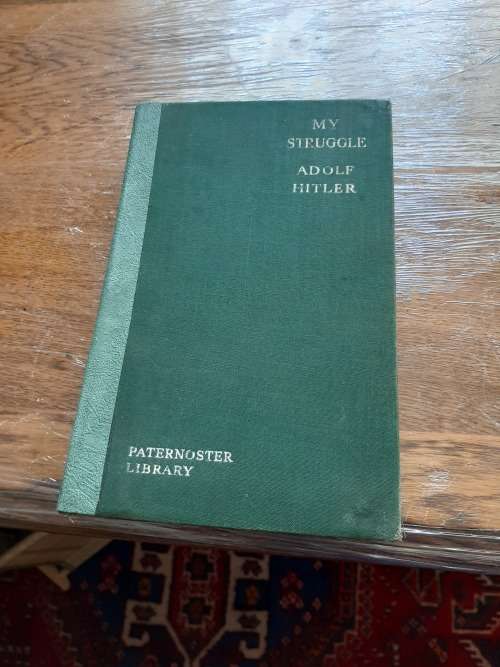 MY
STRUGGLE
ADOLF
HITLER
PATERNOSTER
LIBRARY